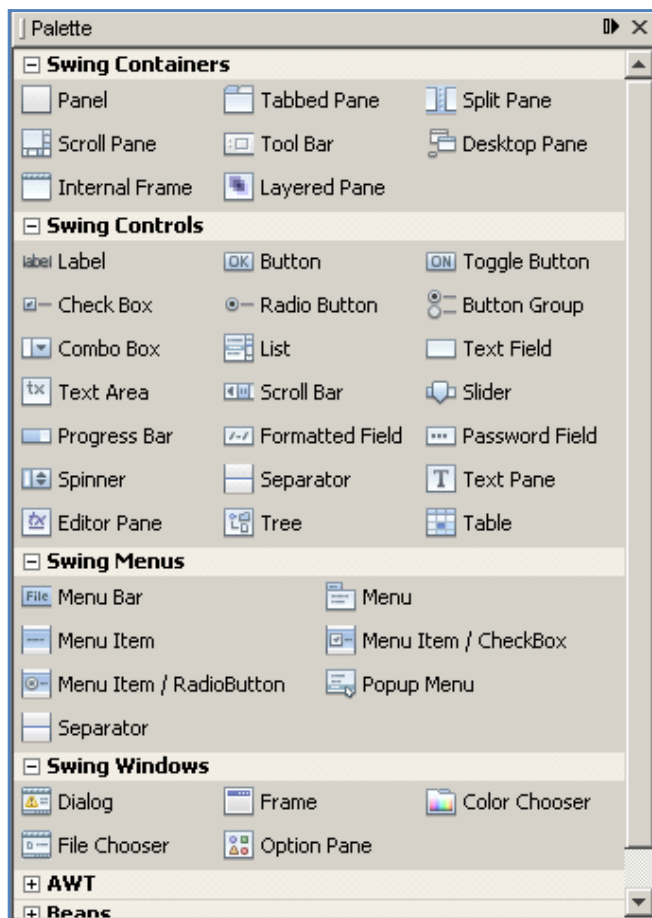 Palette
Swing Containers
Panel Tabbed Pane Split Pane
Scroll Pane Tool Bar Desktop Pane
Internal Frame Layered Pane
Swing Controls
label Label OK Button ON Toggle Button
Check Box Radio Button Button Group
Combo Box List Text Field
tx Text Area Scroll Bar Slider
Progress Bar Formatted Field Password Field
Spinner Separator T Text Pane
tx Editor Pane Tree Table
Swing Menus
File Menu Bar Menu
Menu Item Menu Item / CheckBox
Menu Item / RadioButton Popup Menu
Separator
Swing Windows
Dialog Frame Color Chooser
File Chooser Option Pane
AWT
Beans